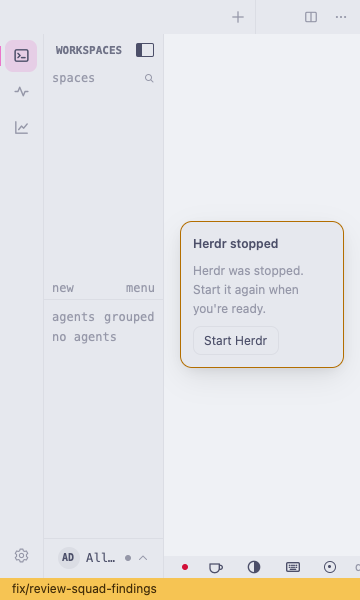 WORKSPACES
spaces
new menu
agents grouped
no agents
AD All…
Herdr stopped
Herdr was stopped.
Start it again when
you're ready.
Start Herdr
fix/review-squad-findings